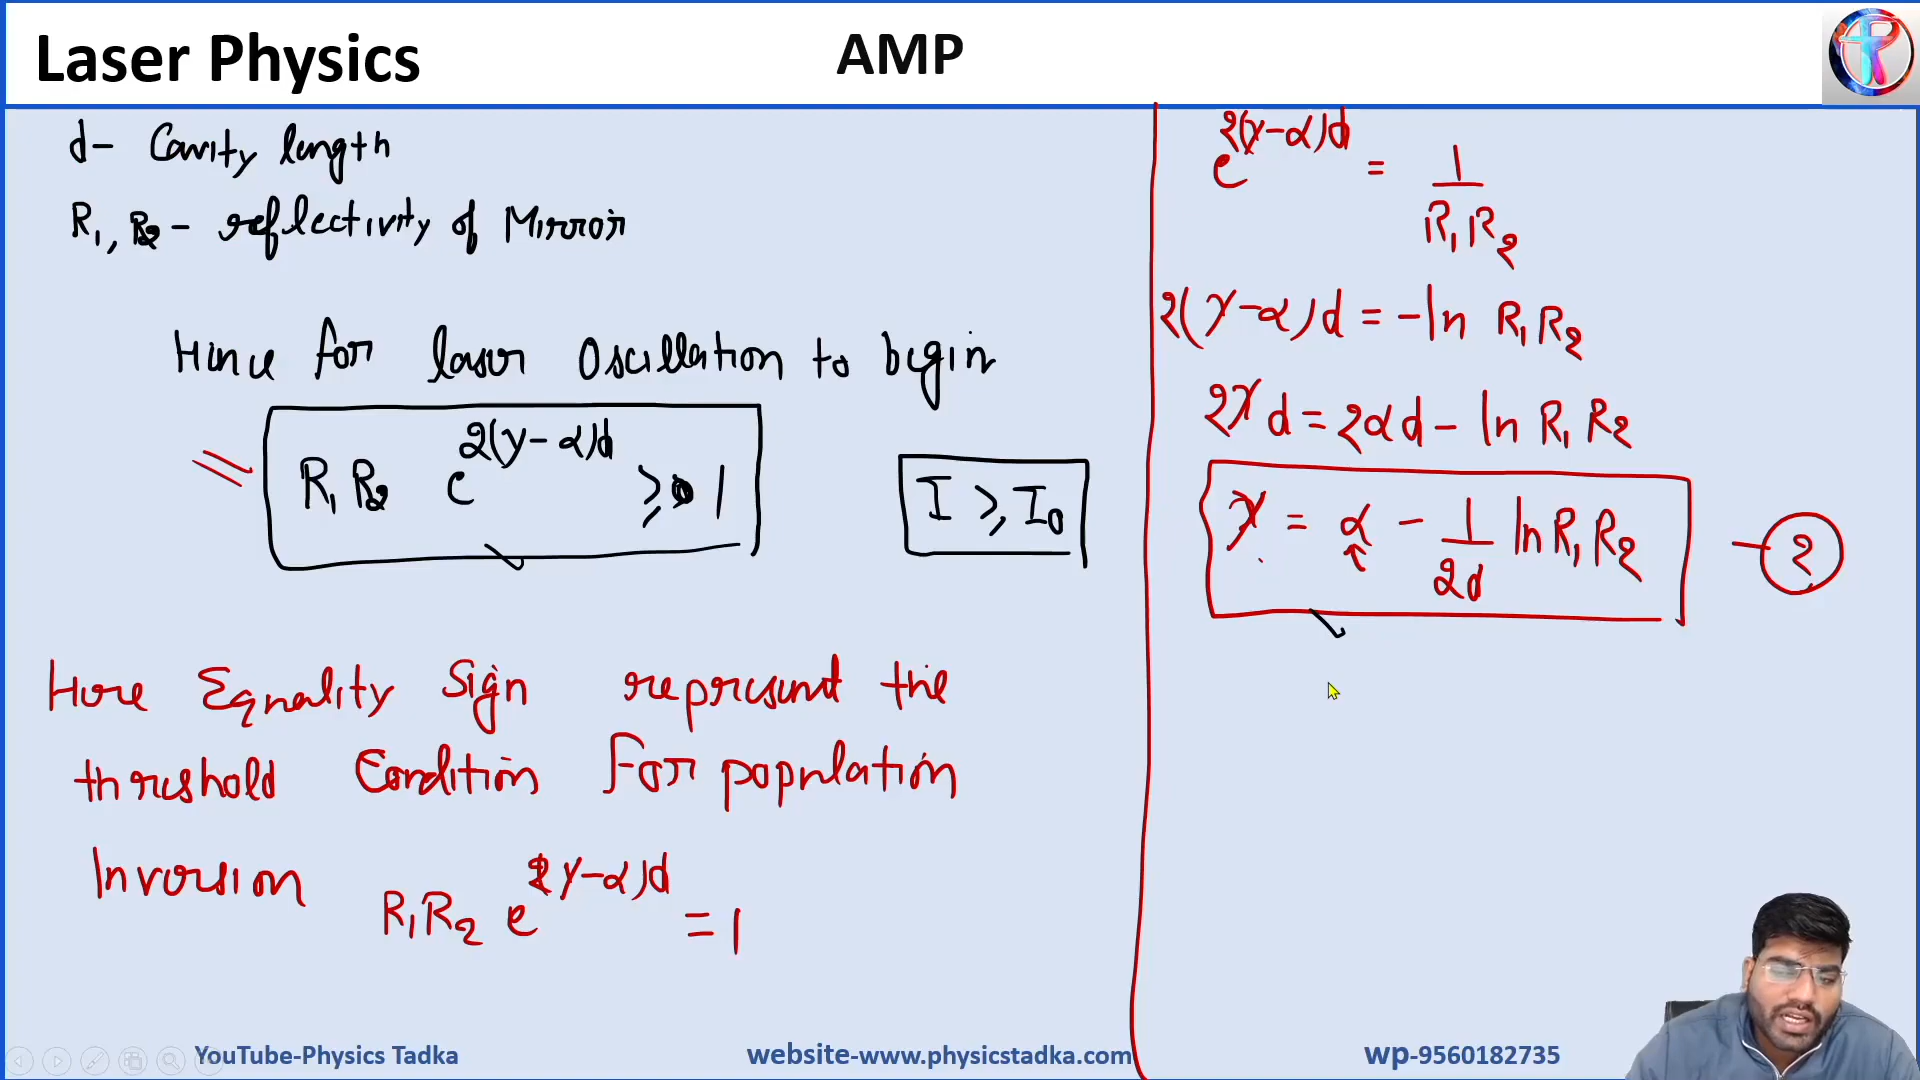 Laser Physics
AMP
d- Cavity length
R₁, R₂ - reflectivity of Mirror
Hence for laser Oscillation to begin
R₁ R₂ e^{2(γ-α)d} ≥ 1
I ≥ I₀
Here Equality Sign represent the
threshold Condition For population
Inversion R₁R₂ e^{2(γ-α)d} = 1
e^{2(γ-α)d} = 1/(R₁R₂)
2(γ-α)d = -ln R₁R₂
2γd = 2αd - ln R₁R₂
γ = α - 1/(2d) ln R₁R₂ - 2
YouTube-Physics Tadka
website-www.physicstadka.com
wp-9560182735